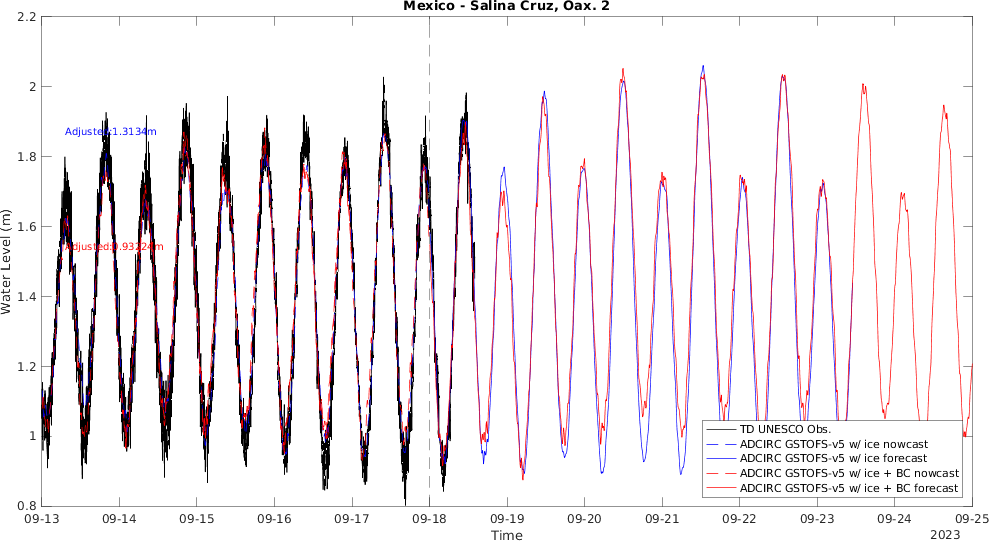 Mexico - Salina Cruz, Oax. 2
2.2
2
1.8
1.6
1.4
1.2
1
0.8
Water Level (m)
Adjusted:1.3134m
Adjusted:0.93224m
TD UNESCO Obs.
ADCIRC GSTOFS-v5 w/ ice nowcast
ADCIRC GSTOFS-v5 w/ ice forecast
ADCIRC GSTOFS-v5 w/ ice + BC nowcast
ADCIRC GSTOFS-v5 w/ ice + BC forecast
09-13 09-14 09-15 09-16 09-17 09-18 09-19 09-20 09-21 09-22 09-23 09-24 09-25
Time
2023